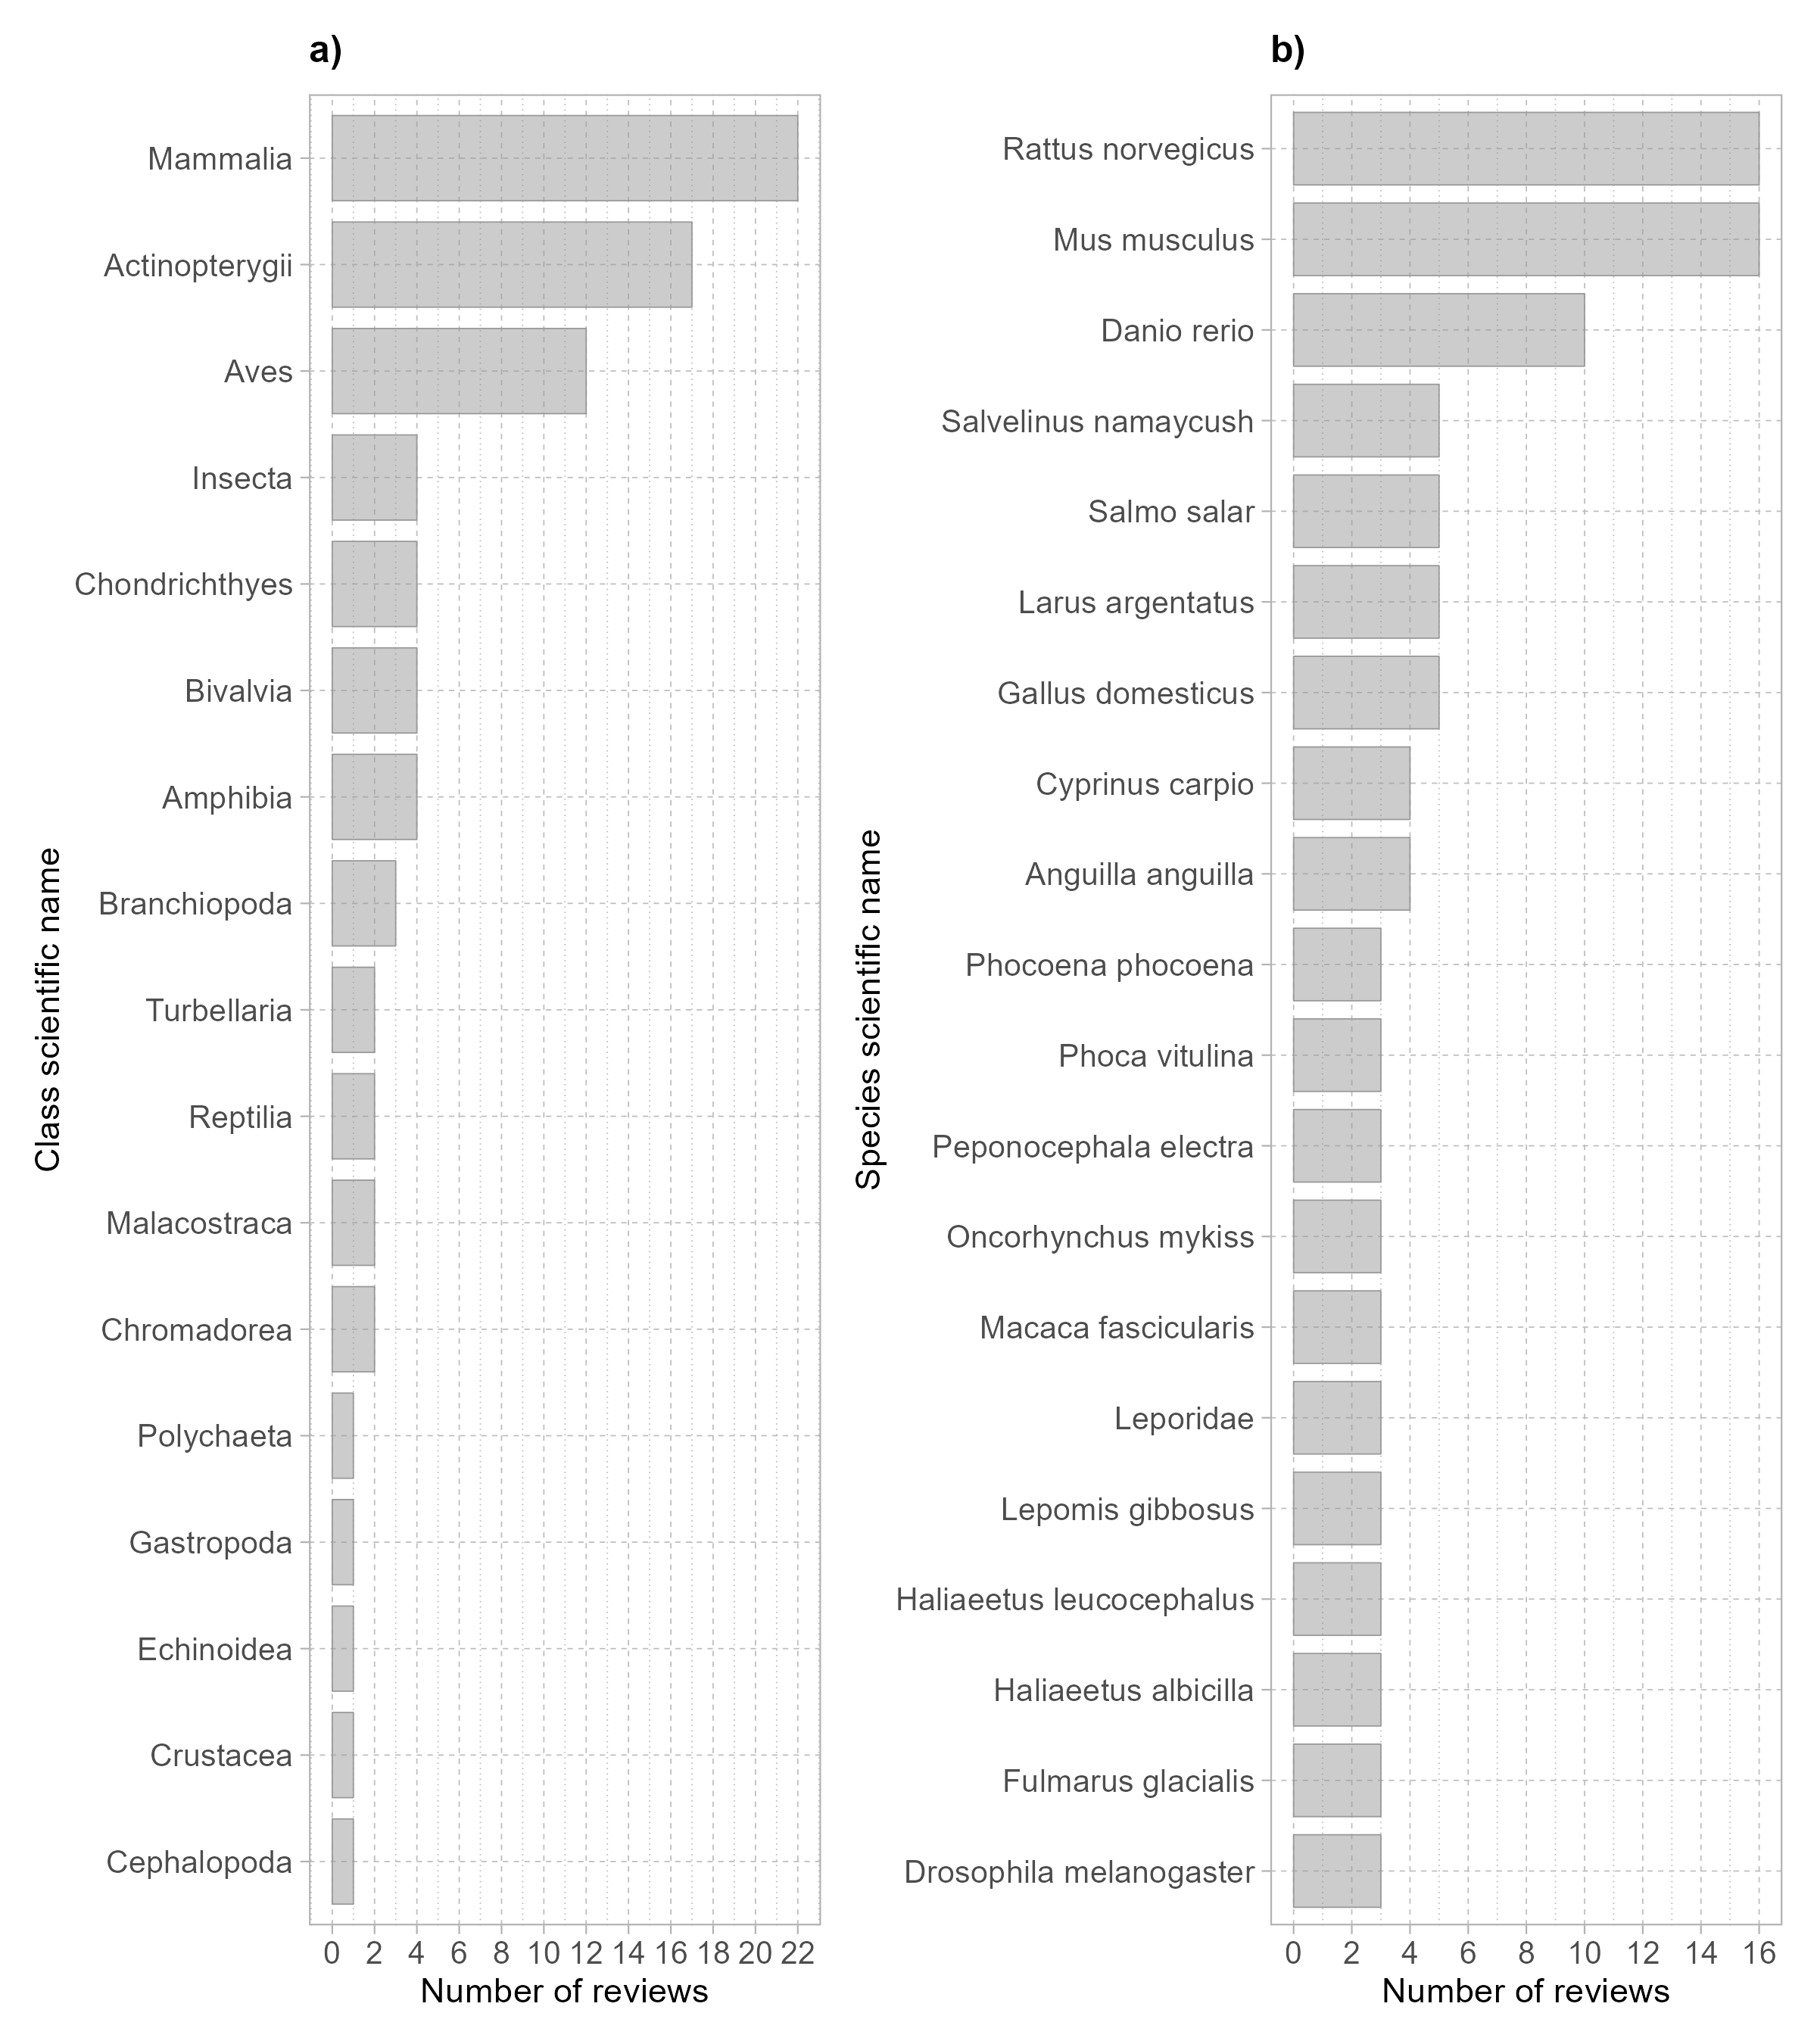 a)
Class scientific name
Mammalia
Actinopterygii
Aves
Insecta
Chondrichthyes
Bivalvia
Amphibia
Branchiopoda
Turbellaria
Reptilia
Malacostraca
Chromadorea
Polychaeta
Gastropoda
Echinoidea
Crustacea
Cephalopoda
0 2 4 6 8 10 12 14 16 18 20 22
Number of reviews
b)
Species scientific name
Rattus norvegicus
Mus musculus
Danio rerio
Salvelinus namaycush
Salmo salar
Larus argentatus
Gallus domesticus
Cyprinus carpio
Anguilla anguilla
Phocoena phocoena
Phoca vitulina
Peponocephala electra
Oncorhynchus mykiss
Macaca fascicularis
Leporidae
Lepomis gibbosus
Haliaeetus leucocephalus
Haliaeetus albicilla
Fulmarus glacialis
Drosophila melanogaster
0 2 4 6 8 10 12 14 16
Number of reviews